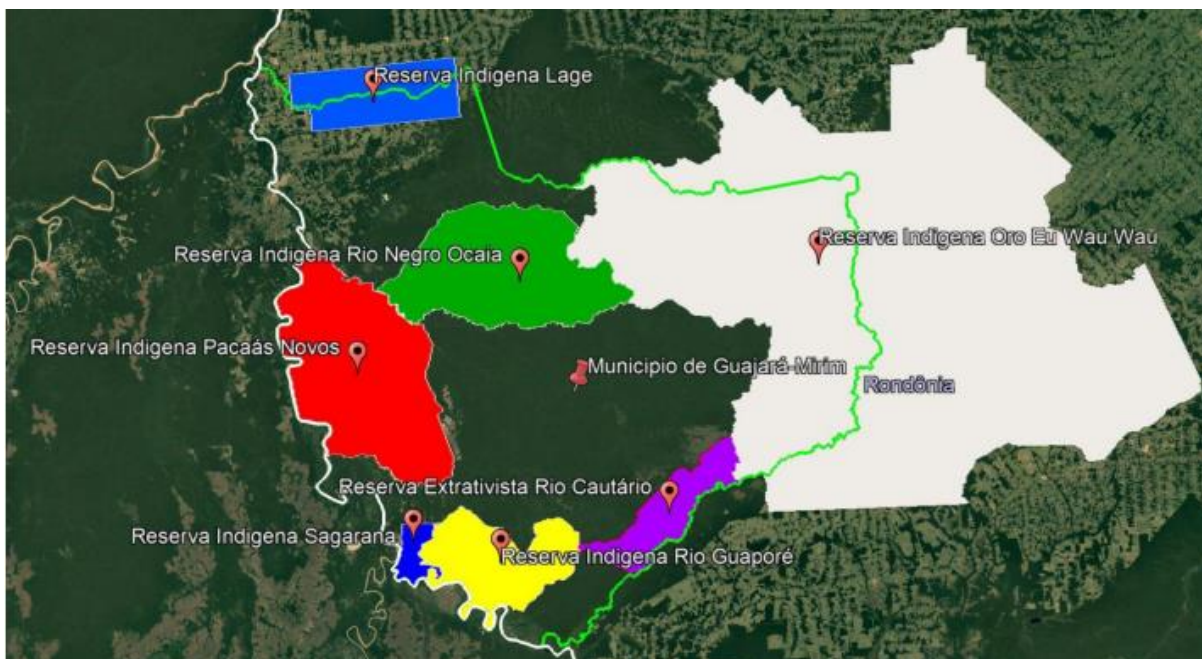 Reserva Indigena Lage
Reserva Indigena Oro Eu Wau Wau
Reserva Indigena Rio Negro Ocaia
Reserva Indigena Pacaás Novos
Municipio de Guajará-Mirim
Rondônia
Reserva Extrativista Rio Cautário
Reserva Indigena Sagarana
Reserva Indigena Rio Guaporé